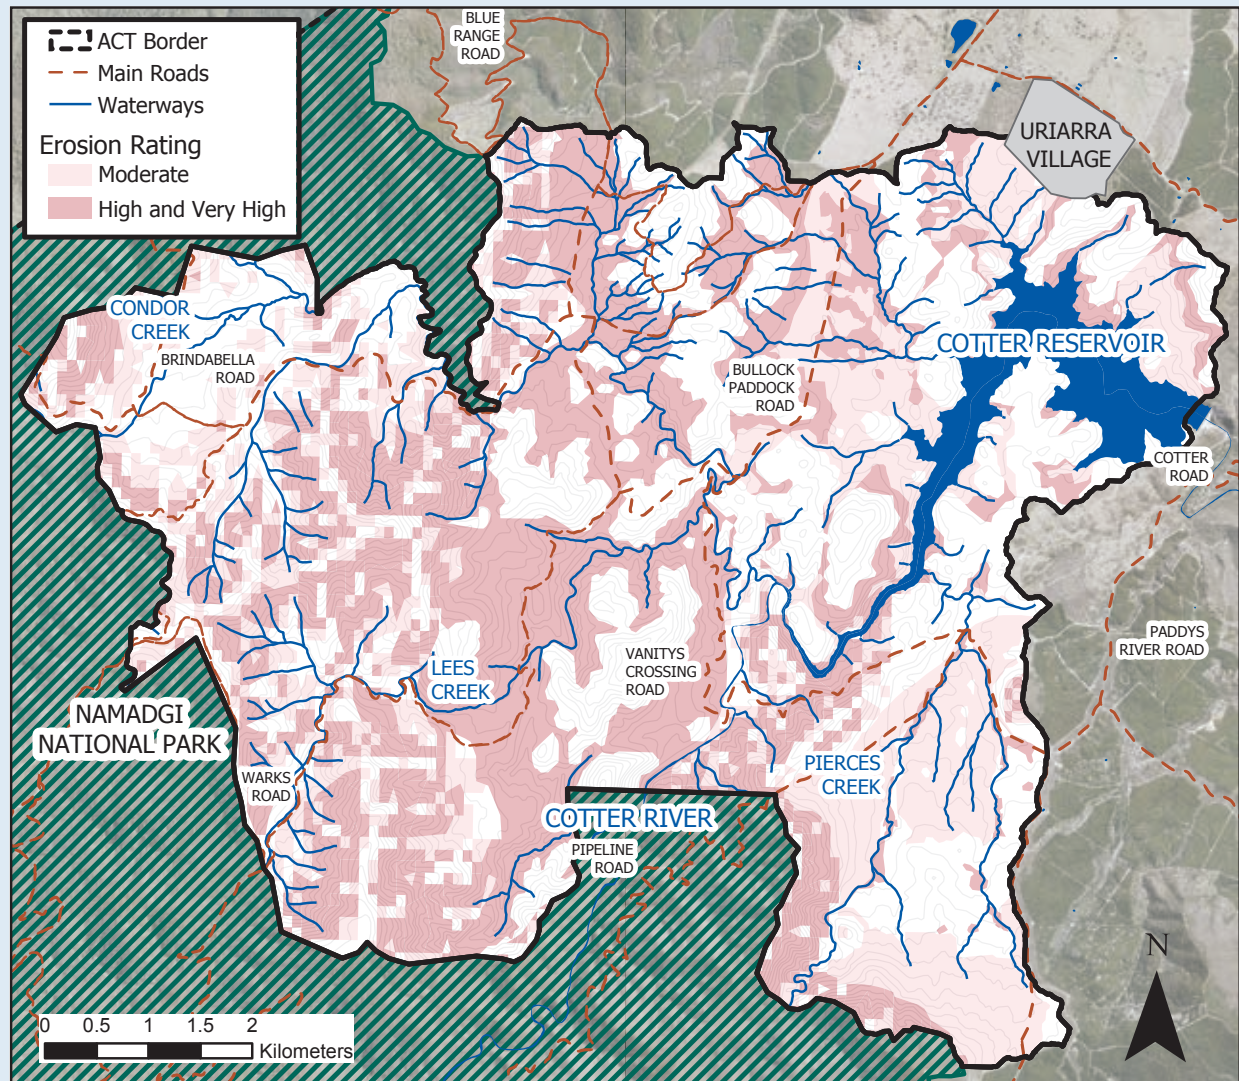 ACT Border
Main Roads
Waterways
Erosion Rating
Moderate
High and Very High
BLUE
RANGE
ROAD
URIARRA
VILLAGE
CONDOR
CREEK
BRINDABELLA
ROAD
COTTER RESERVOIR
BULLOCK
PADDOCK
ROAD
COTTER
ROAD
PADDYS
RIVER ROAD
VANITYS
CROSSING
ROAD
LEES
CREEK
NAMADGI
NATIONAL PARK
WARKS
ROAD
PIERCES
CREEK
COTTER RIVER
PIPELINE
ROAD
N
0 0.5 1 1.5 2
Kilometers